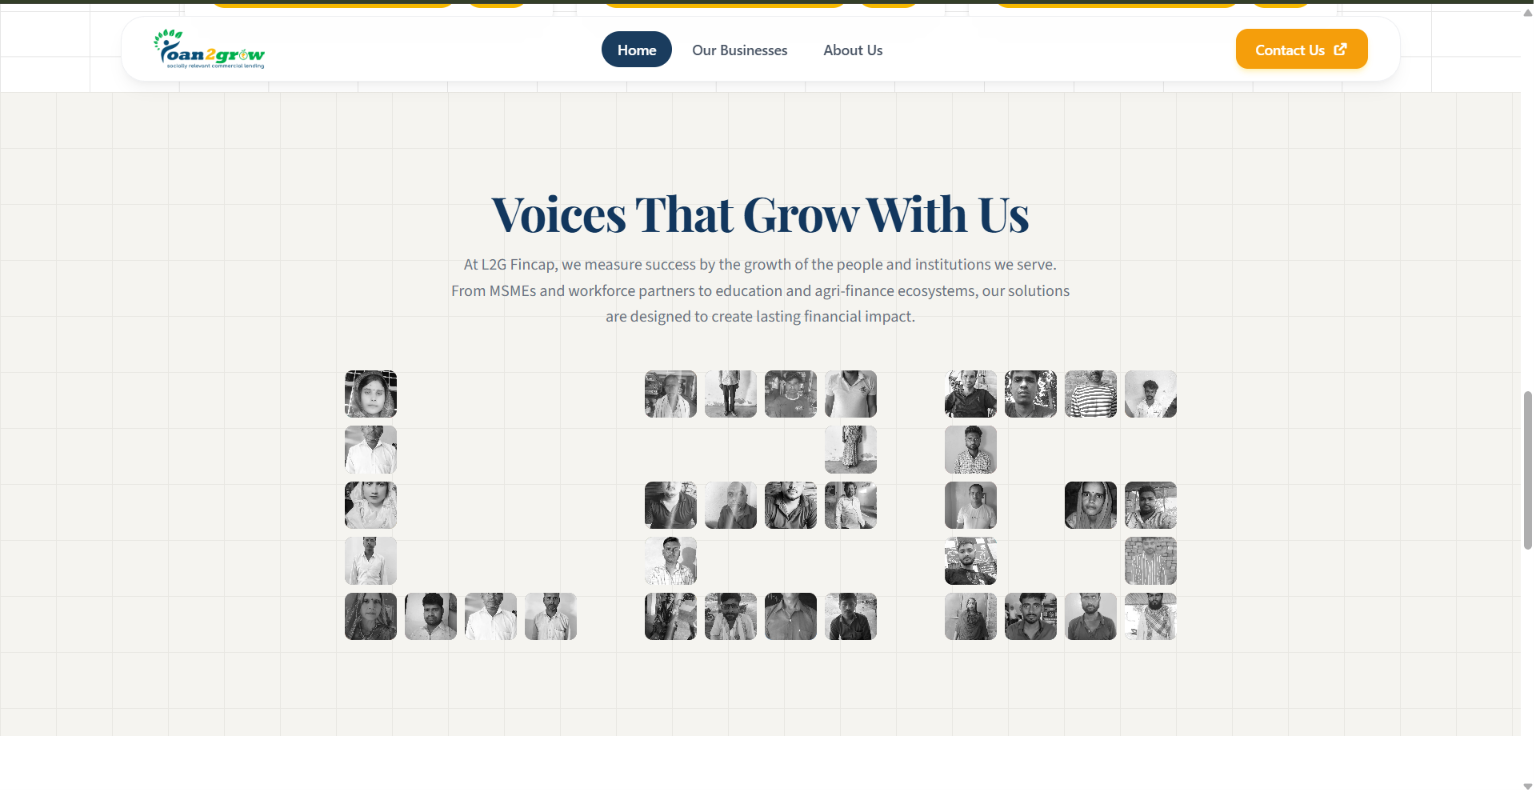 loan2grow
socially relevant commercial lending
Home
Our Businesses
About Us
Contact Us
Voices That Grow With Us
At L2G Fincap, we measure success by the growth of the people and institutions we serve.
From MSMEs and workforce partners to education and agri-finance ecosystems, our solutions
are designed to create lasting financial impact.